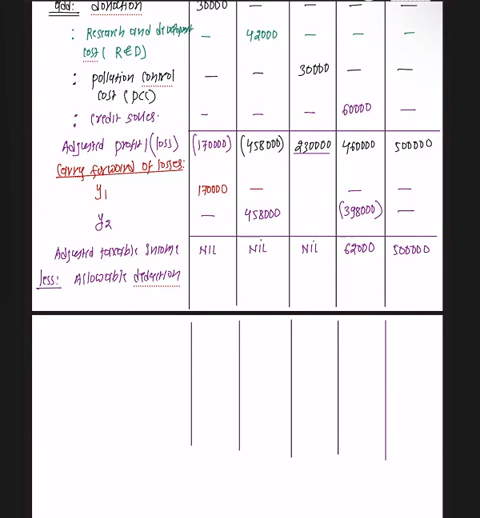 add: donation 30000 — — — —
: Research and developmt — 42000 — — —
cost ( R&D)
: pollution control — — 30000 — —
cost (PCC)
: credit sales. — — — 60000 —
Adjusted profit / (loss) (170000) (458000) 230000 460000 500000
Carry forward of losses:
Y1 170000 — — —
Y2 — 458000 (398000) —
Adjusted taxable Income NIL NIL NIL 62000 500000
less: Allowable deduction